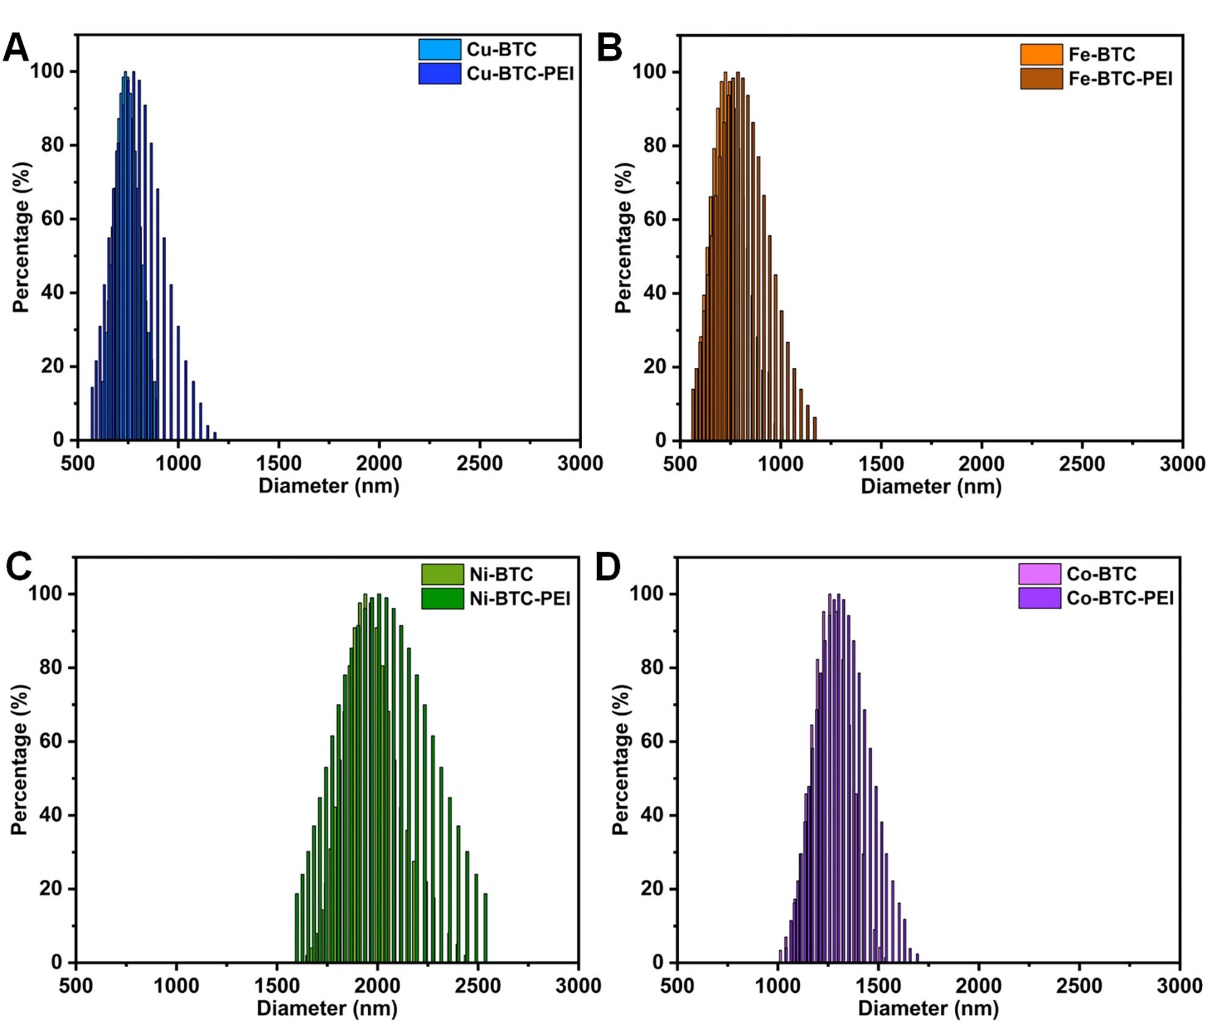 A
Cu-BTC
Cu-BTC-PEI
100
80
60
40
20
0
Percentage (%)
500 1000 1500 2000 2500 3000
Diameter (nm)
B
Fe-BTC
Fe-BTC-PEI
100
80
60
40
20
0
Percentage (%)
500 1000 1500 2000 2500 3000
Diameter (nm)
C
Ni-BTC
Ni-BTC-PEI
100
80
60
40
20
0
Percentage (%)
500 1000 1500 2000 2500 3000
Diameter (nm)
D
Co-BTC
Co-BTC-PEI
100
80
60
40
20
0
Percentage (%)
500 1000 1500 2000 2500 3000
Diameter (nm)